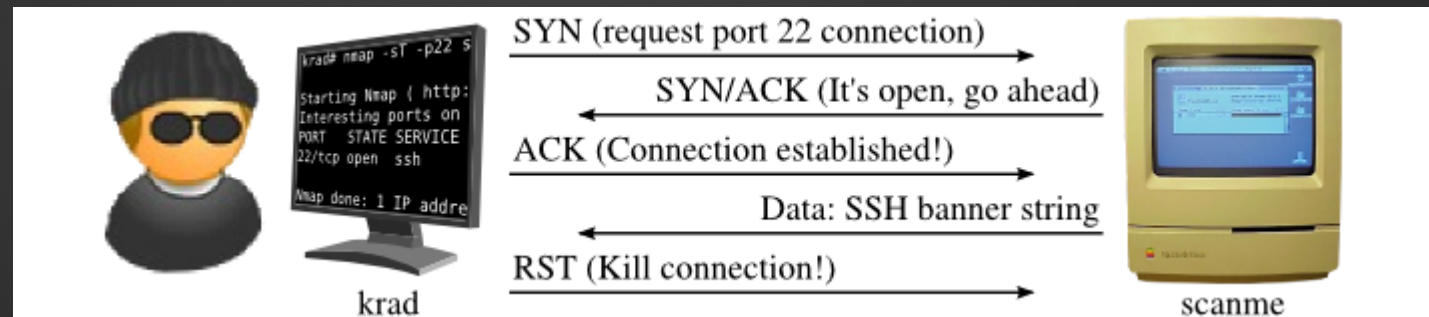 SYN (request port 22 connection)
krad# nmap -sT -p22 s
SYN/ACK (It's open, go ahead)
Starting Nmap ( http:
Interesting ports on
PORT STATE SERVICE
22/tcp open ssh
ACK (Connection established!)
Data: SSH banner string
Nmap done: 1 IP addre
RST (Kill connection!)
krad
scanme